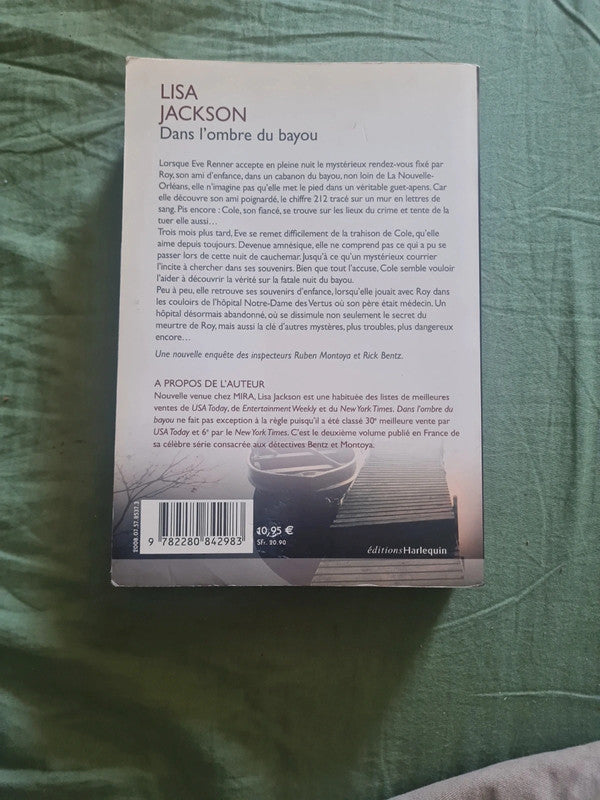 LISA
JACKSON
Dans l'ombre du bayou
Lorsque Eve Renner accepte en pleine nuit le mystérieux rendez-vous fixé par
Roy, son ami d'enfance, dans un cabanon du bayou, non loin de La Nouvelle-
Orléans, elle n'imagine pas qu'elle met le pied dans un véritable guet-apens. Car
elle découvre son ami poignardé, le chiffre 212 tracé sur un mur en lettres de
sang. Pis encore : Cole, son fiancé, se trouve sur les lieux du crime et tente de la
tuer elle aussi...
Trois mois plus tard, Eve se remet difficilement de la trahison de Cole, qu'elle
aime depuis toujours. Devenue amnésique, elle ne comprend pas ce qui a pu se
passer lors de cette nuit de cauchemar. Jusqu'à ce qu'un mystérieux courrier
l'incite à chercher dans ses souvenirs. Bien que tout l'accuse, Cole semble vouloir
l'aider à découvrir la vérité sur la fatale nuit du bayou.
Peu à peu, elle retrouve ses souvenirs d'enfance, lorsqu'elle jouait avec Roy dans
les couloirs de l'hôpital Notre-Dame des Vertus où son père était médecin. Un
hôpital désormais abandonné, où se dissimule non seulement le secret du
meurtre de Roy, mais aussi la clé d'autres mystères, plus troubles, plus dangereux
encore...
Une nouvelle enquête des inspecteurs Ruben Montoya et Rick Bentz.
A PROPOS DE L'AUTEUR
Nouvelle venue chez MIRA, Lisa Jackson est une habituée des listes de meilleures
ventes de USA Today, de Entertainment Weekly et du New York Times. Dans l'ombre du
bayou ne fait pas exception à la règle puisqu'il a été classé 30e meilleure vente par
USA Today et 6e par le New York Times. C'est le deuxième volume publié en France de
sa célèbre série consacrée aux détectives Bentz et Montoya.
2008.07.57.8537.3
9 782280 842983
10,95 €
SFr. 20.90
éditionsHarlequin